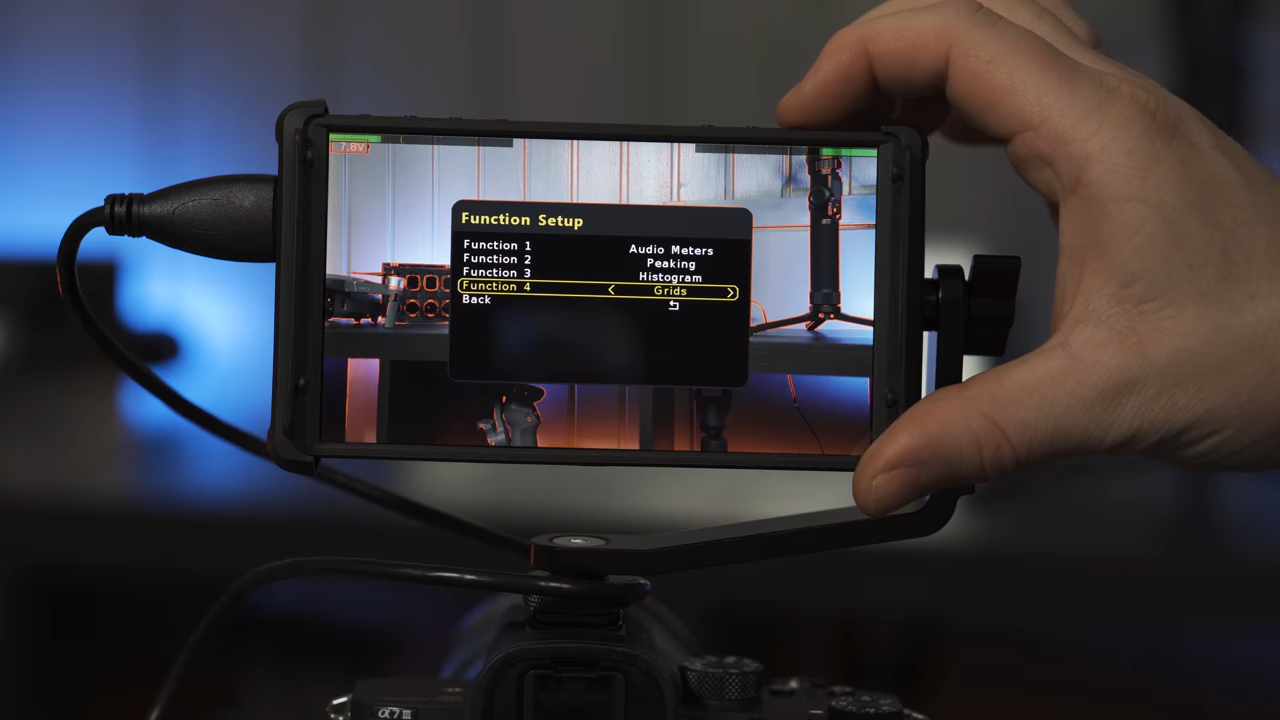 7.8V
Function Setup
Function 1 Audio Meters
Function 2 Peaking
Function 3 Histogram
Function 4 < Grids >
Back
α7III